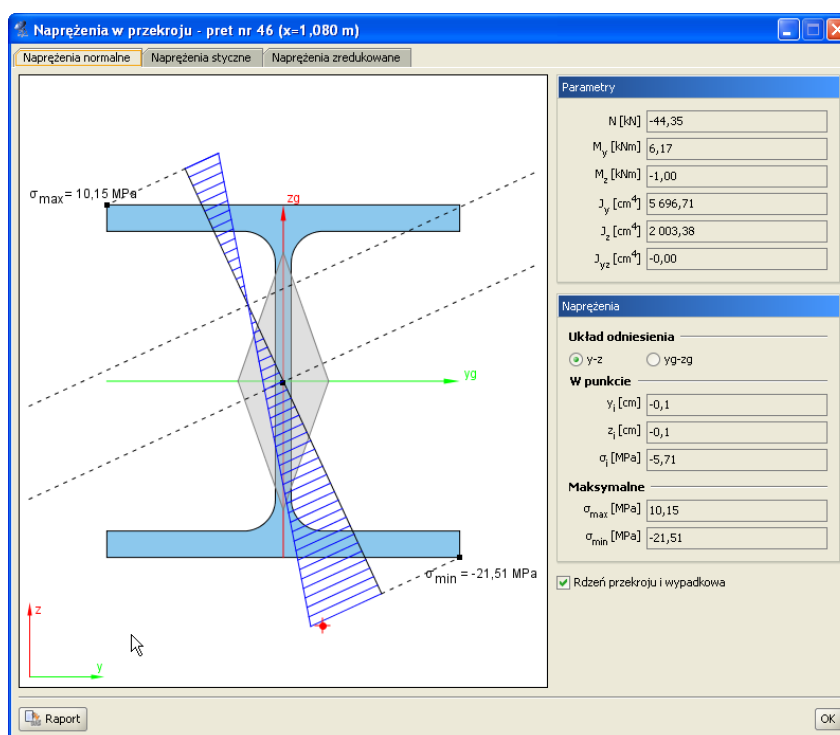 Naprężenia w przekroju - pret nr 46 (x=1,080 m)
Naprężenia normalne Naprężenia styczne Naprężenia zredukowane
σmax= 10,15 MPa
zg
yg
σmin = -21,51 MPa
z
y
Parametry
N [kN] -44,35
My [kNm] 6,17
Mz [kNm] -1,00
Jy [cm4] 5 696,71
Jz [cm4] 2 003,38
Jyz [cm4] -0,00
Naprężenia
Układ odniesienia
y-z yg-zg
W punkcie
yi [cm] -0,1
zi [cm] -0,1
σi [MPa] -5,71
Maksymalne
σmax [MPa] 10,15
σmin [MPa] -21,51
Rdzeń przekroju i wypadkowa
Raport OK